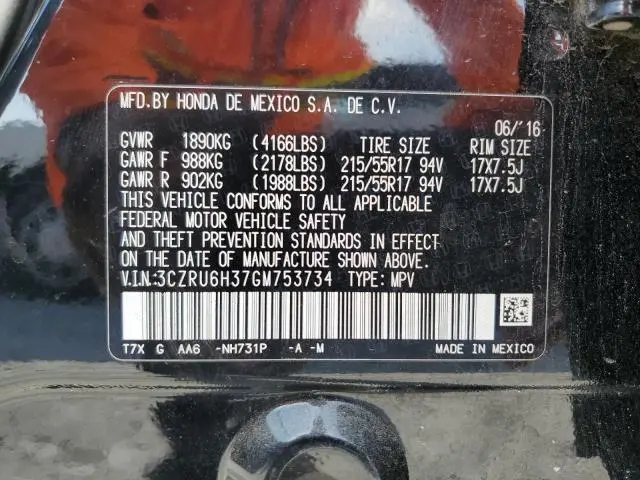 MFD.BY HONDA DE MEXICO S.A. DE C.V.
06/'16
GVWR 1890KG (4166LBS) TIRE SIZE RIM SIZE
GAWR F 988KG (2178LBS) 215/55R17 94V 17X7.5J
GAWR R 902KG (1988LBS) 215/55R17 94V 17X7.5J
THIS VEHICLE CONFORMS TO ALL APPLICABLE
FEDERAL MOTOR VEHICLE SAFETY
AND THEFT PREVENTION STANDARDS IN EFFECT
ON THE DATE OF MANUFACTURE SHOWN ABOVE.
V.I.N:3CZRU6H37GM753734 TYPE: MPV
T7X G AA6 -NH731P -A -M MADE IN MEXICO